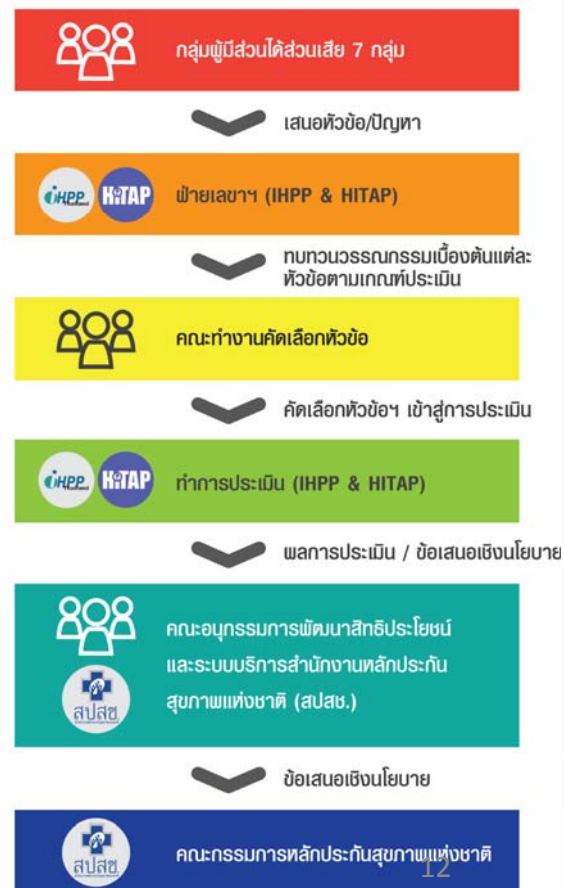 กลุ่มผู้มีส่วนได้ส่วนเสีย 7 กลุ่ม
เสนอหัวข้อ/ปัญหา
iHPP Thailand HiTAP ฝ่ายเลขาฯ (IHPP & HITAP)
ทบทวนวรรณกรรมเบื้องต้นแต่ละ
หัวข้อตามเกณฑ์ประเมิน
คณะทำงานคัดเลือกหัวข้อ
คัดเลือกหัวข้อฯ เข้าสู่การประเมิน
iHPP Thailand HiTAP ทำการประเมิน (IHPP & HITAP)
ผลการประเมิน / ข้อเสนอเชิงนโยบาย
คณะอนุกรรมการพัฒนาสิทธิประโยชน์
และระบบบริการสำนักงานหลักประกัน
สุขภาพแห่งชาติ (สปสช.)
สปสช.
ข้อเสนอเชิงนโยบาย
สปสช. คณะกรรมการหลักประกันสุขภาพแห่งชาติ
12